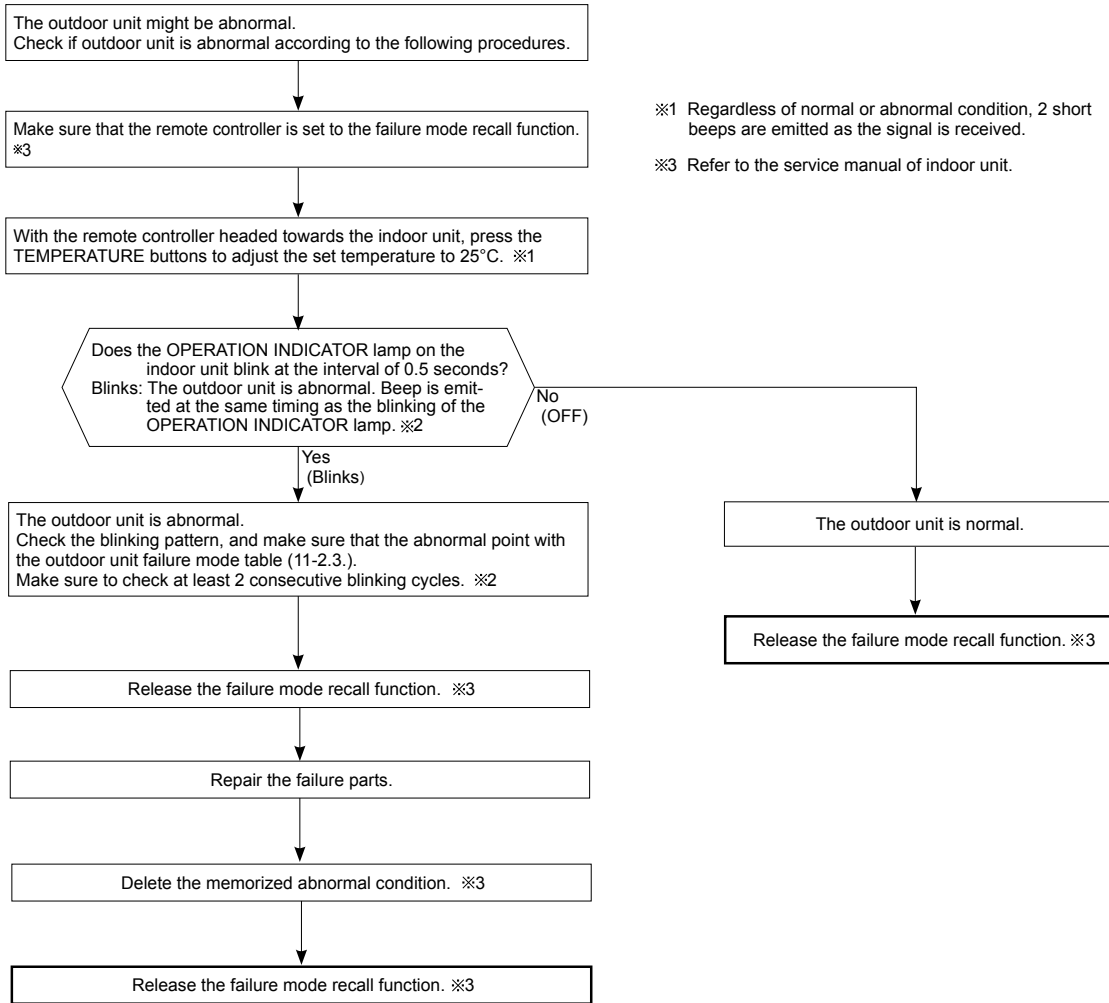 The outdoor unit might be abnormal.
Check if outdoor unit is abnormal according to the following procedures.
Make sure that the remote controller is set to the failure mode recall function.
※3
※1 Regardless of normal or abnormal condition, 2 short
beeps are emitted as the signal is received.
※3 Refer to the service manual of indoor unit.
With the remote controller headed towards the indoor unit, press the
TEMPERATURE buttons to adjust the set temperature to 25°C. ※1
Does the OPERATION INDICATOR lamp on the
indoor unit blink at the interval of 0.5 seconds?
Blinks: The outdoor unit is abnormal. Beep is emit-
ted at the same timing as the blinking of the
OPERATION INDICATOR lamp. ※2
No
(OFF)
Yes
(Blinks)
The outdoor unit is abnormal.
Check the blinking pattern, and make sure that the abnormal point with
the outdoor unit failure mode table (11-2.3.).
Make sure to check at least 2 consecutive blinking cycles. ※2
The outdoor unit is normal.
Release the failure mode recall function. ※3
Release the failure mode recall function. ※3
Repair the failure parts.
Delete the memorized abnormal condition. ※3
Release the failure mode recall function. ※3